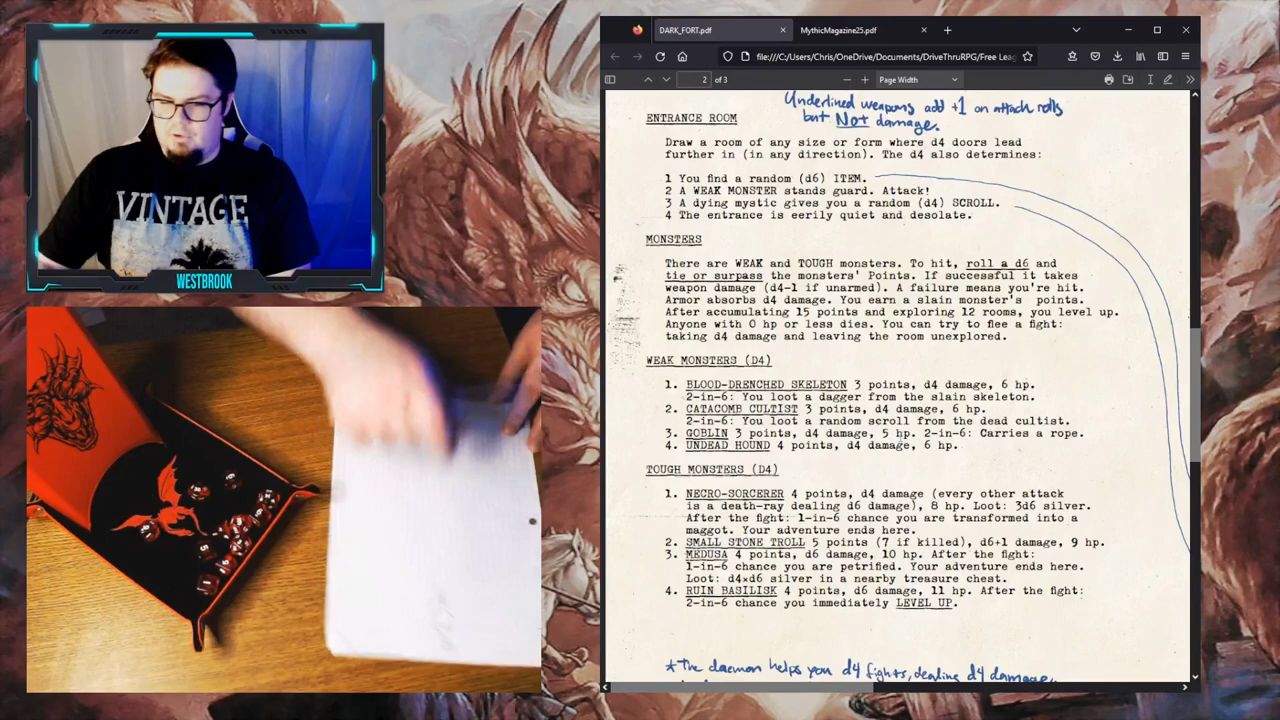 VINTAGE
WESTBROOK
DARK_FORT.pdf
MythicMagazine25.pdf
file:///C:/Users/Chris/OneDrive/Documents/DriveThruRPG/Free Leag
2 of 3
Page Width
Underlined weapons add +1 on attack rolls
but Not damage.
ENTRANCE ROOM
Draw a room of any size or form where d4 doors lead
further in (in any direction). The d4 also determines:
1 You find a random (d6) ITEM.
2 A WEAK MONSTER stands guard. Attack!
3 A dying mystic gives you a random (d4) SCROLL.
4 The entrance is eerily quiet and desolate.
MONSTERS
There are WEAK and TOUGH monsters. To hit, roll a d6 and
tie or surpass the monsters' Points. If successful it takes
weapon damage (d4-1 if unarmed). A failure means you're hit.
Armor absorbs d4 damage. You earn a slain monster's points.
After accumulating 15 points and exploring 12 rooms, you level up.
Anyone with 0 hp or less dies. You can try to flee a fight:
taking d4 damage and leaving the room unexplored.
WEAK MONSTERS (D4)
1. BLOOD-DRENCHED SKELETON 3 points, d4 damage, 6 hp.
2-in-6: You loot a dagger from the slain skeleton.
2. CATACOMB CULTIST 3 points, d4 damage, 6 hp.
2-in-6: You loot a random scroll from the dead cultist.
3. GOBLIN 3 points, d4 damage, 5 hp. 2-in-6: Carries a rope.
4. UNDEAD HOUND 4 points, d4 damage, 6 hp.
TOUGH MONSTERS (D4)
1. NECRO-SORCERER 4 points, d4 damage (every other attack
is a death-ray dealing d6 damage), 8 hp. Loot: 3d6 silver.
After the fight: 1-in-6 chance you are transformed into a
maggot. Your adventure ends here.
2. SMALL STONE TROLL 5 points (7 if killed), d6+1 damage, 9 hp.
3. MEDUSA 4 points, d6 damage, 10 hp. After the fight:
1-in-6 chance you are petrified. Your adventure ends here.
Loot: d4xd6 silver in a nearby treasure chest.
4. RUIN BASILISK 4 points, d6 damage, 11 hp. After the fight:
2-in-6 chance you immediately LEVEL UP.
*The daemon helps you d4 fights, dealing d4 damage